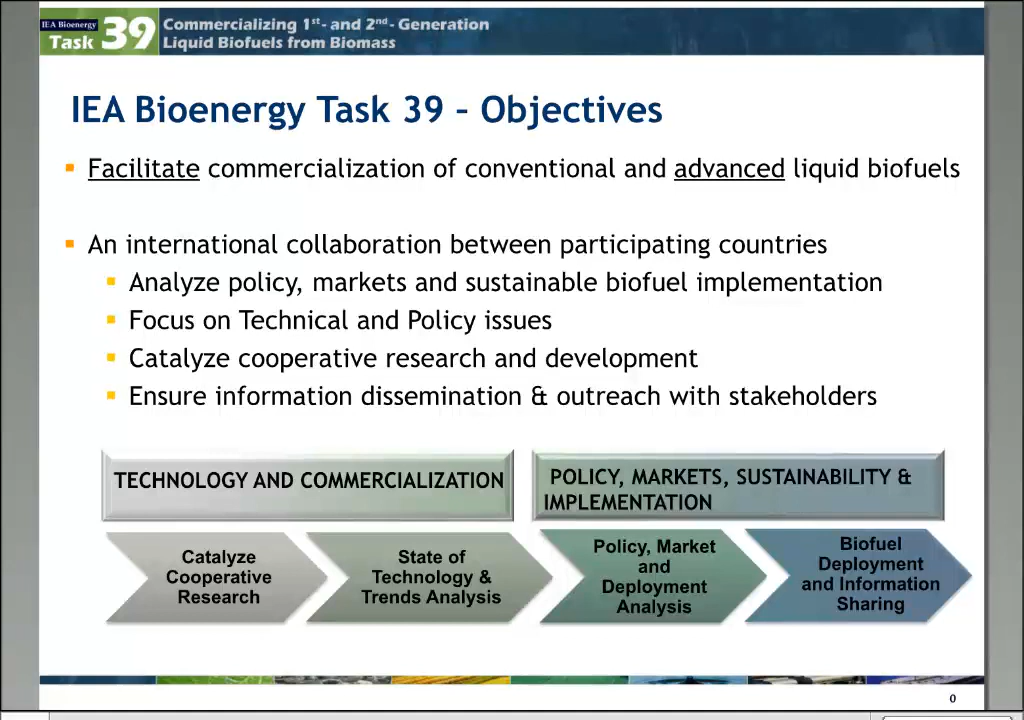 IEA Bioenergy
Task 39
Commercializing 1st- and 2nd- Generation
Liquid Biofuels from Biomass
IEA Bioenergy Task 39 – Objectives
Facilitate commercialization of conventional and advanced liquid biofuels
An international collaboration between participating countries
Analyze policy, markets and sustainable biofuel implementation
Focus on Technical and Policy issues
Catalyze cooperative research and development
Ensure information dissemination & outreach with stakeholders
TECHNOLOGY AND COMMERCIALIZATION
POLICY, MARKETS, SUSTAINABILITY &
IMPLEMENTATION
Catalyze
Cooperative
Research
State of
Technology &
Trends Analysis
Policy, Market
and
Deployment
Analysis
Biofuel
Deployment
and Information
Sharing
0